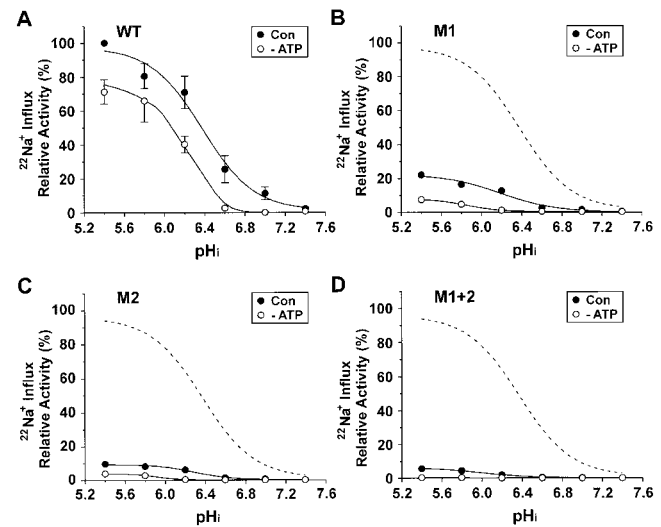 A
WT
Con
- ATP
22Na+ Influx
Relative Activity (%)
100
80
60
40
20
0
5.2 5.6 6.0 6.4 6.8 7.2 7.6
pHi
B
M1
Con
- ATP
22Na+ Influx
Relative Activity (%)
100
80
60
40
20
0
5.2 5.6 6.0 6.4 6.8 7.2 7.6
pHi
C
M2
Con
- ATP
22Na+ Influx
Relative Activity (%)
100
80
60
40
20
0
5.2 5.6 6.0 6.4 6.8 7.2 7.6
pHi
D
M1+2
Con
- ATP
22Na+ Influx
Relative Activity (%)
100
80
60
40
20
0
5.2 5.6 6.0 6.4 6.8 7.2 7.6
pHi